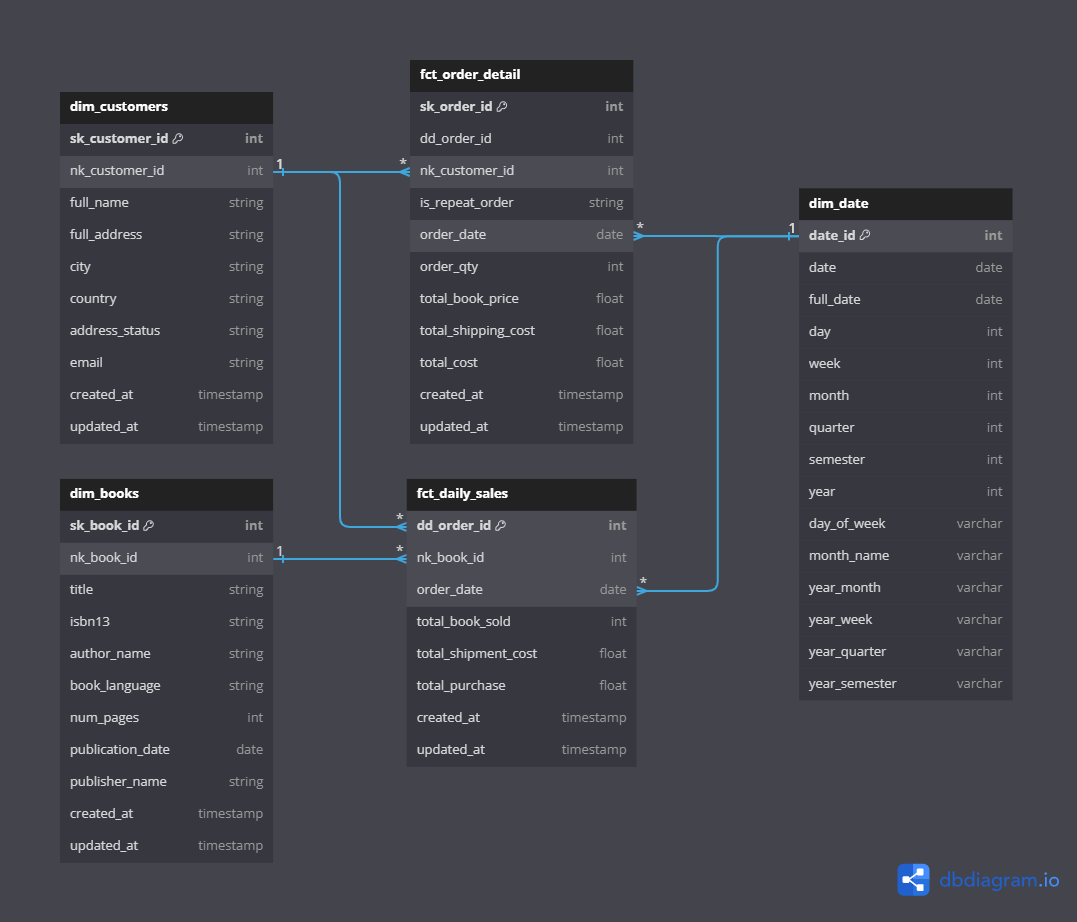 dim_customers
sk_customer_id int
nk_customer_id int
full_name string
full_address string
city string
country string
address_status string
email string
created_at timestamp
updated_at timestamp
1
*
fct_order_detail
sk_order_id int
dd_order_id int
nk_customer_id int
is_repeat_order string
order_date date
order_qty int
total_book_price float
total_shipping_cost float
total_cost float
created_at timestamp
updated_at timestamp
*
1
dim_date
date_id int
date date
full_date date
day int
week int
month int
quarter int
semester int
year int
day_of_week varchar
month_name varchar
year_month varchar
year_week varchar
year_quarter varchar
year_semester varchar
dim_books
sk_book_id int
nk_book_id int
title string
isbn13 string
author_name string
book_language string
num_pages int
publication_date date
publisher_name string
created_at timestamp
updated_at timestamp
1
*
*
fct_daily_sales
dd_order_id int
nk_book_id int
order_date date
total_book_sold int
total_shipment_cost float
total_purchase float
created_at timestamp
updated_at timestamp
*
dbdiagram.io